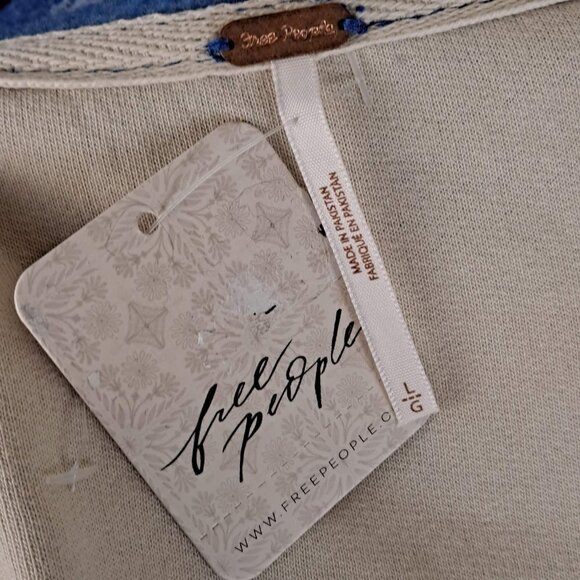 Free People
MADE IN PAKISTAN
FABRIQUÉ EN PAKISTAN
L
G
free
people
WWW.FREEPEOPLE.C